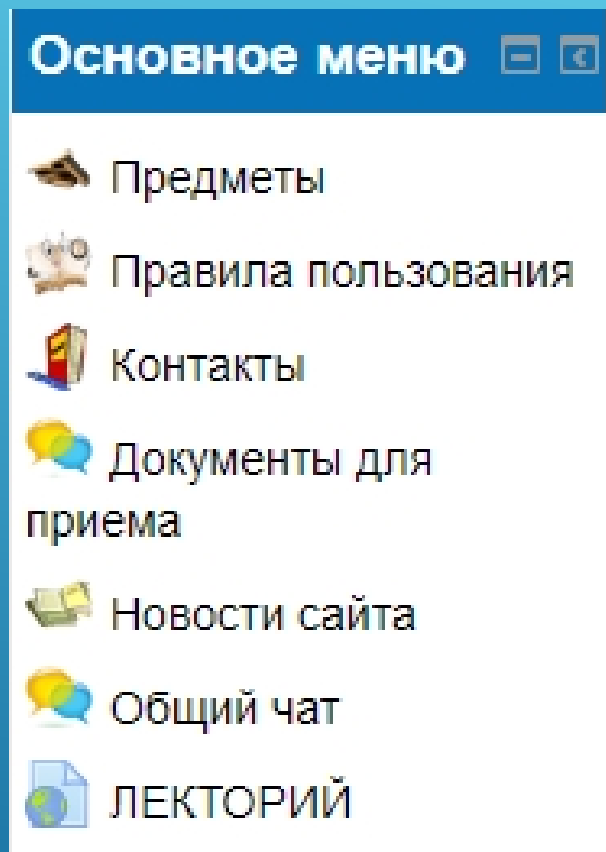 Основное меню
Предметы
Правила пользования
Контакты
Документы для
приема
Новости сайта
Общий чат
ЛЕКТОРИЙ